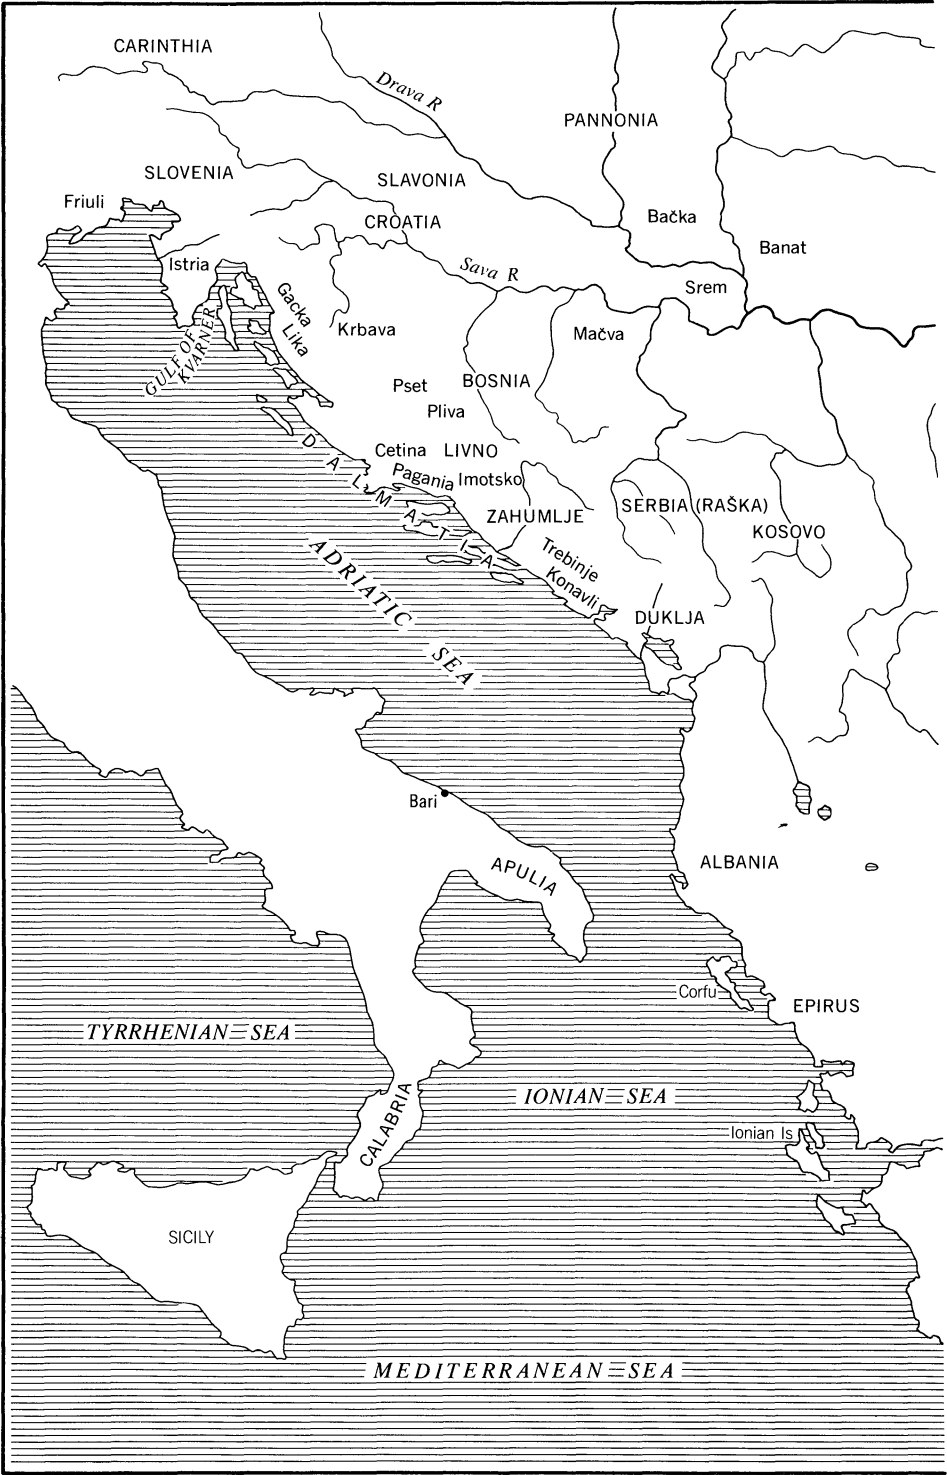 CARINTHIA
Drava R
PANNONIA
SLOVENIA
SLAVONIA
Friuli
Bačka
CROATIA
Banat
Istria
Sava R
Srem
Gacka
Lika
GULF OF
KVARNER
Krbava
Mačva
Pset
BOSNIA
Pliva
DALMATIA
Cetina
LIVNO
Pagania
Imotsko
ZAHUMLJE
SERBIA (RAŠKA)
KOSOVO
Trebinje
Konavli
ADRIATIC SEA
DUKLJA
Bari
APULIA
ALBANIA
Corfu
EPIRUS
TYRRHENIAN SEA
IONIAN SEA
CALABRIA
Ionian Is
SICILY
MEDITERRANEAN SEA